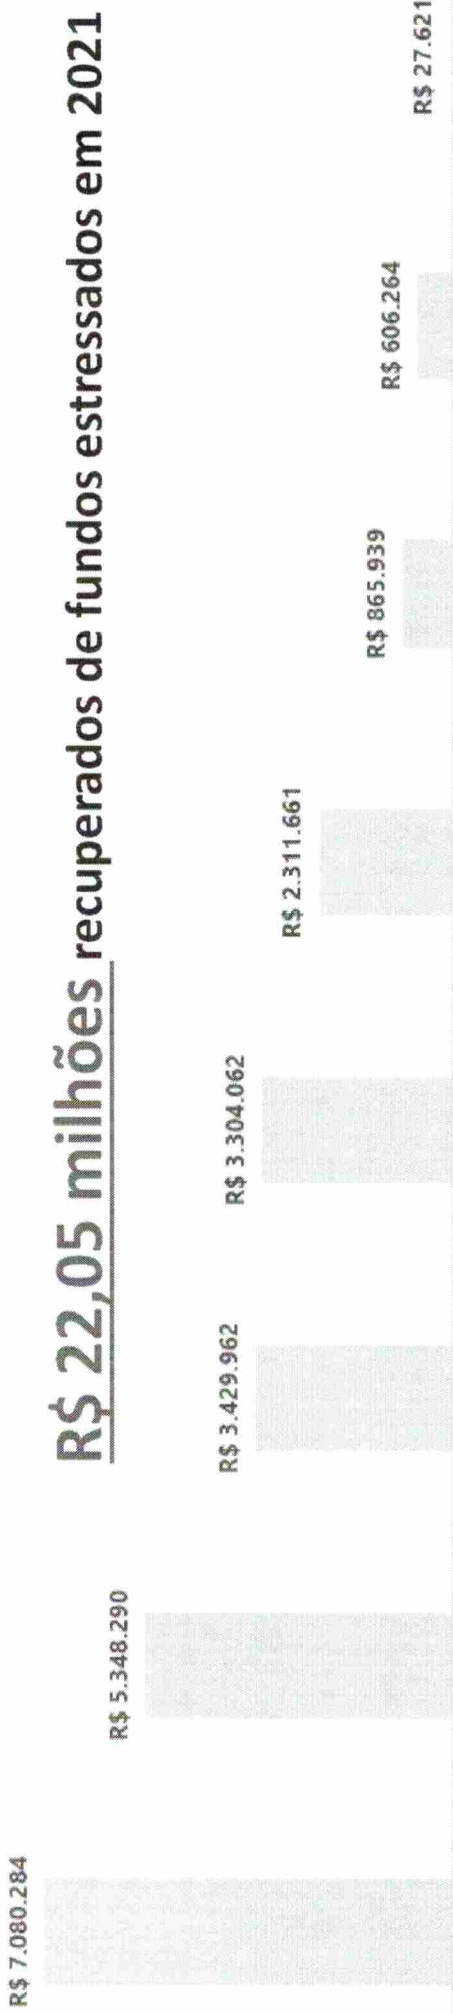 R$ 22,05 milhões recuperados de fundos estressados em 2021
R$ 7.080.284
R$ 5.348.290
R$ 3.429.962
R$ 3.304.062
R$ 2.311.661
R$ 865.939
R$ 606.264
R$ 27.621